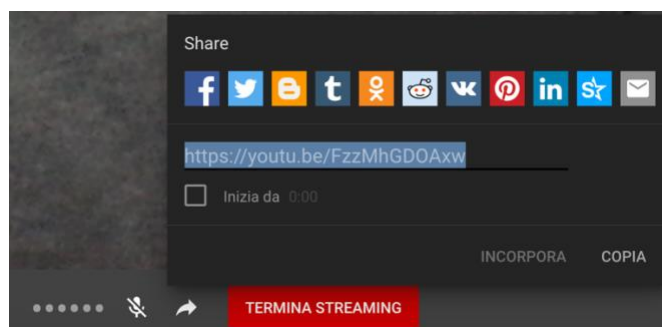 Share
https://youtu.be/FzzMhGDOAxw
Inizia da 0:00
INCORPORA COPIA
TERMINA STREAMING